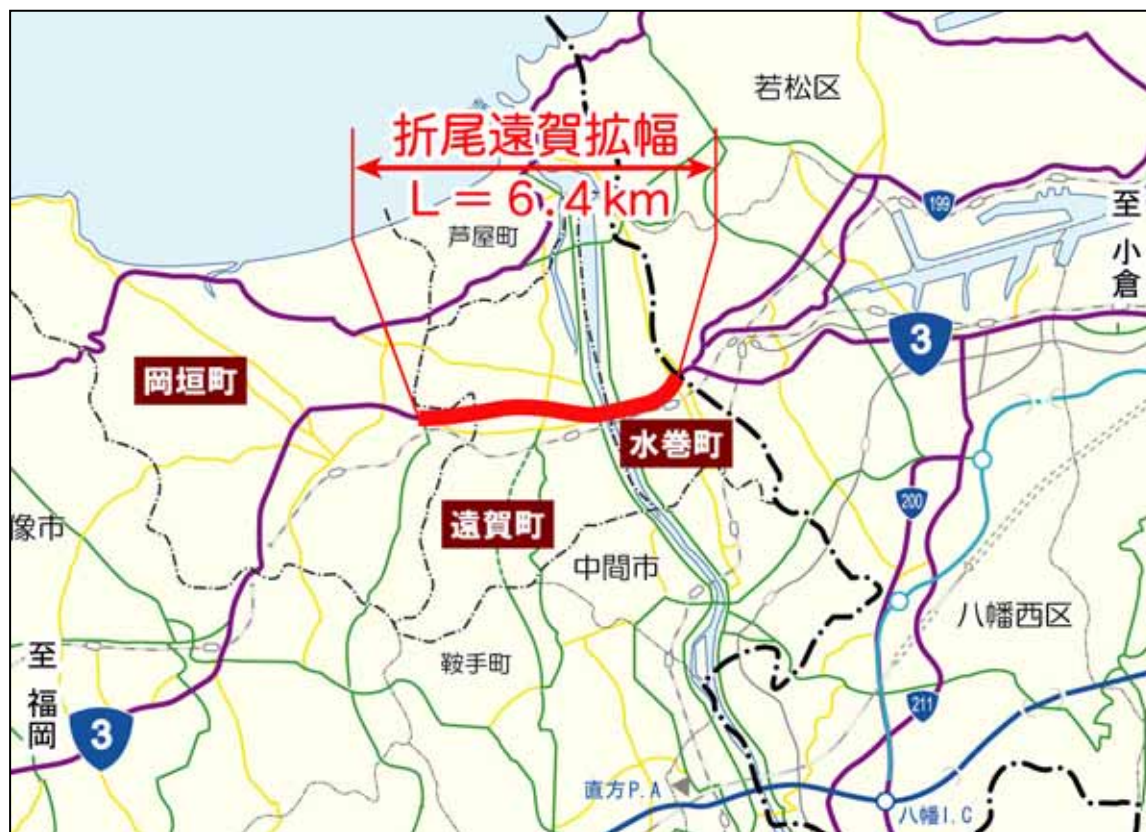 若松区
折尾遠賀拡幅
L＝6.4km
芦屋町
199
至 小倉
3
岡垣町
水巻町
200
遠賀町
像市
中間市
八幡西区
鞍手町
至 福岡
3
211
直方P.A
八幡I.C